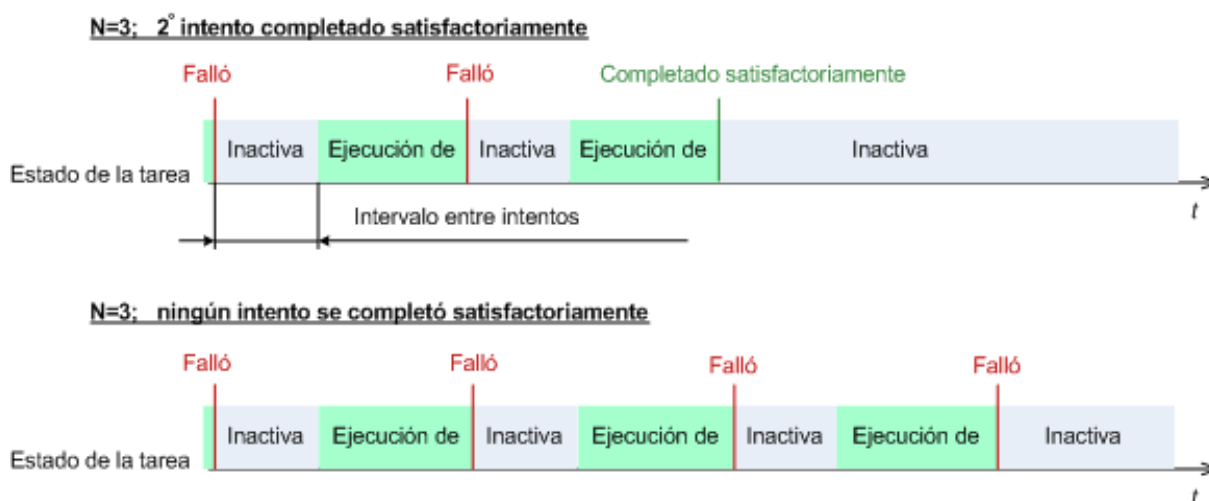 N=3; 2º intento completado satisfactoriamente
Falló Falló Completado satisfactoriamente
Inactiva Ejecución de Inactiva Ejecución de Inactiva
Estado de la tarea
t
Intervalo entre intentos
N=3; ningún intento se completó satisfactoriamente
Falló Falló Falló Falló
Inactiva Ejecución de Inactiva Ejecución de Inactiva Ejecución de Inactiva
Estado de la tarea
t